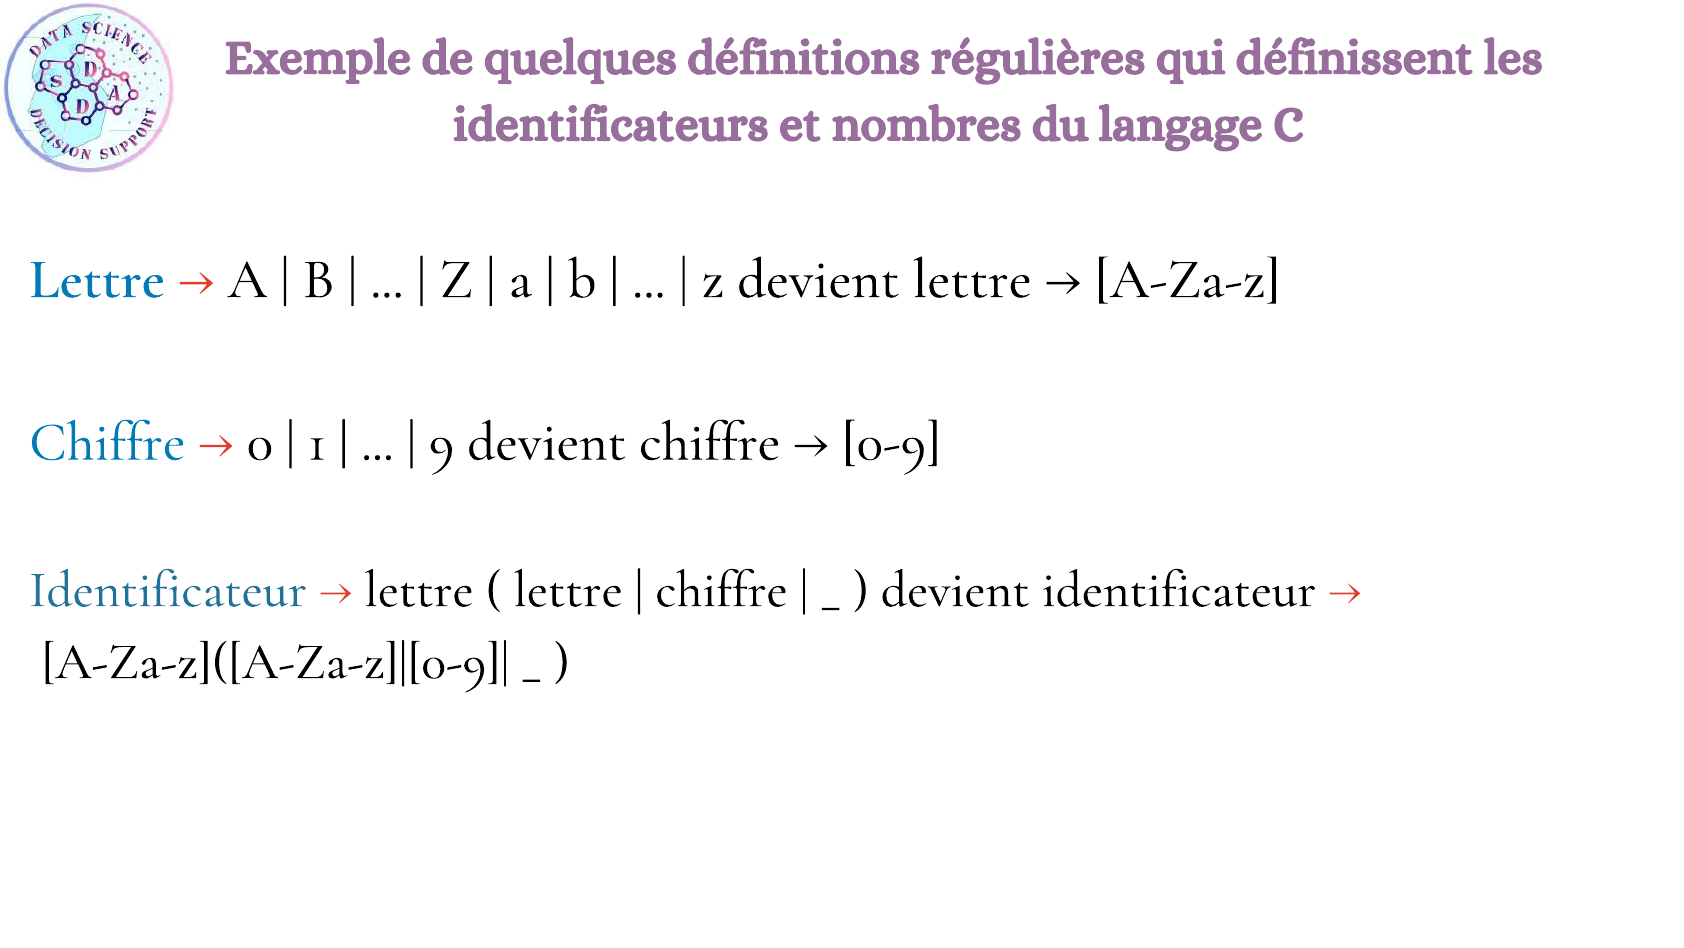 DATA SCIENCE
S D D A
DECISION SUPPORT
Exemple de quelques définitions régulières qui définissent les
identificateurs et nombres du langage C
Lettre → A | B | ... | Z | a | b | ... | z devient lettre → [A-Za-z]
Chiffre → 0 | 1 | ... | 9 devient chiffre → [0-9]
Identificateur → lettre ( lettre | chiffre | _ ) devient identificateur →
[A-Za-z]([A-Za-z]|[0-9]| _ )